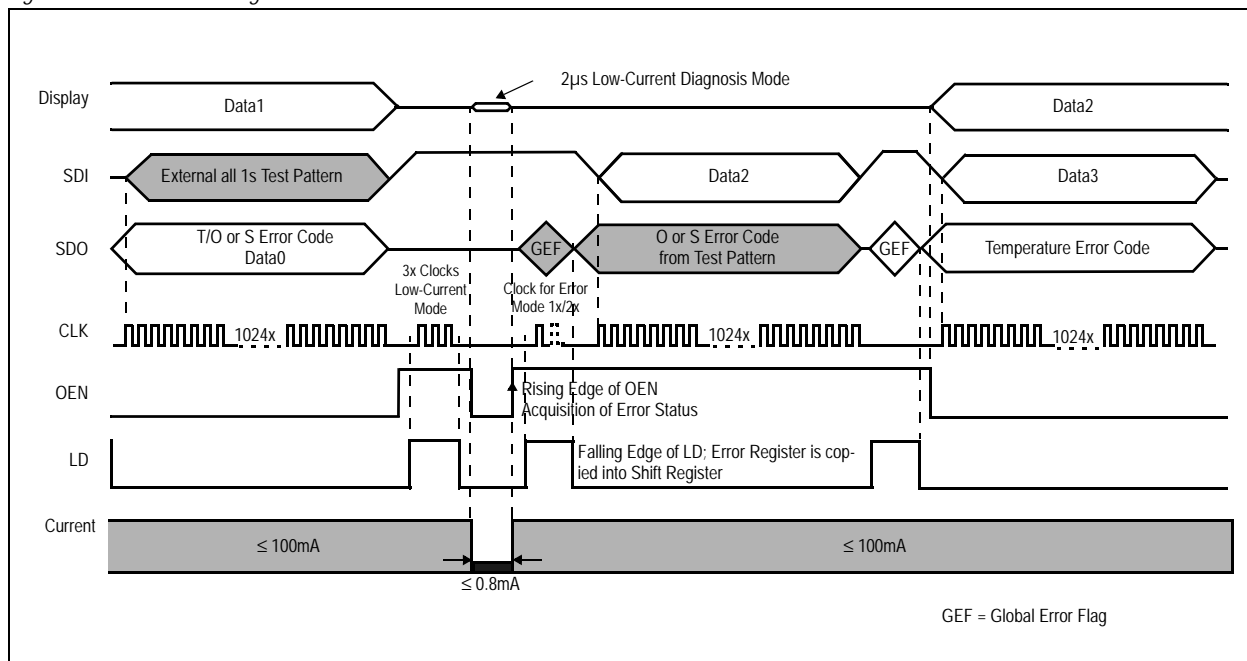 2µs Low-Current Diagnosis Mode
Display
Data1
Data2
SDI
External all 1s Test Pattern
Data2
Data3
SDO
T/O or S Error Code
Data0
GEF
O or S Error Code
from Test Pattern
GEF
Temperature Error Code
3x Clocks
Low-Current
Mode
Clock for Error
Mode 1x/2x
CLK
1024x
1024x
1024x
OEN
Rising Edge of OEN
Acquisition of Error Status
LD
Falling Edge of LD; Error Register is cop-
ied into Shift Register
Current
≤ 100mA
≤ 100mA
≤ 0.8mA
GEF = Global Error Flag